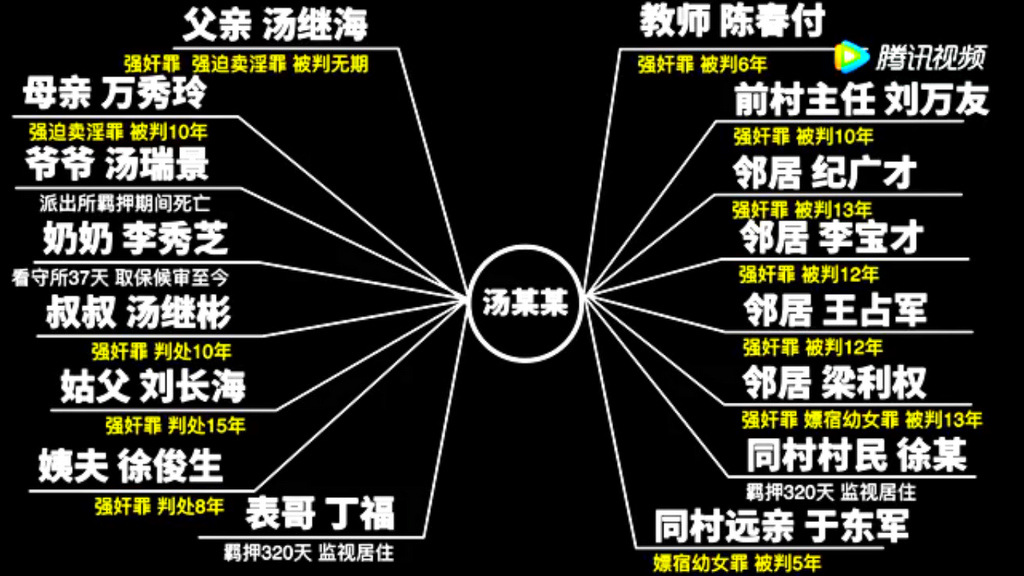 父亲 汤继海
强奸罪 强迫卖淫罪 被判无期
母亲 万秀玲
强迫卖淫罪 被判10年
爷爷 汤瑞景
派出所羁押期间死亡
奶奶 李秀芝
看守所37天 取保候审至今
叔叔 汤继彬
强奸罪 判处10年
姑父 刘长海
强奸罪 判处15年
姨夫 徐俊生
强奸罪 判处8年
表哥 丁福
羁押320天 监视居住
汤某某
教师 陈春付
强奸罪 被判6年
腾讯视频
前村主任 刘万友
强奸罪 被判10年
邻居 纪广才
强奸罪 被判13年
邻居 李宝才
强奸罪 被判12年
邻居 王占军
强奸罪 被判12年
邻居 梁利权
强奸罪 嫖宿幼女罪 被判13年
同村村民 徐某
羁押320天 监视居住
同村远亲 于东军
嫖宿幼女罪 被判5年